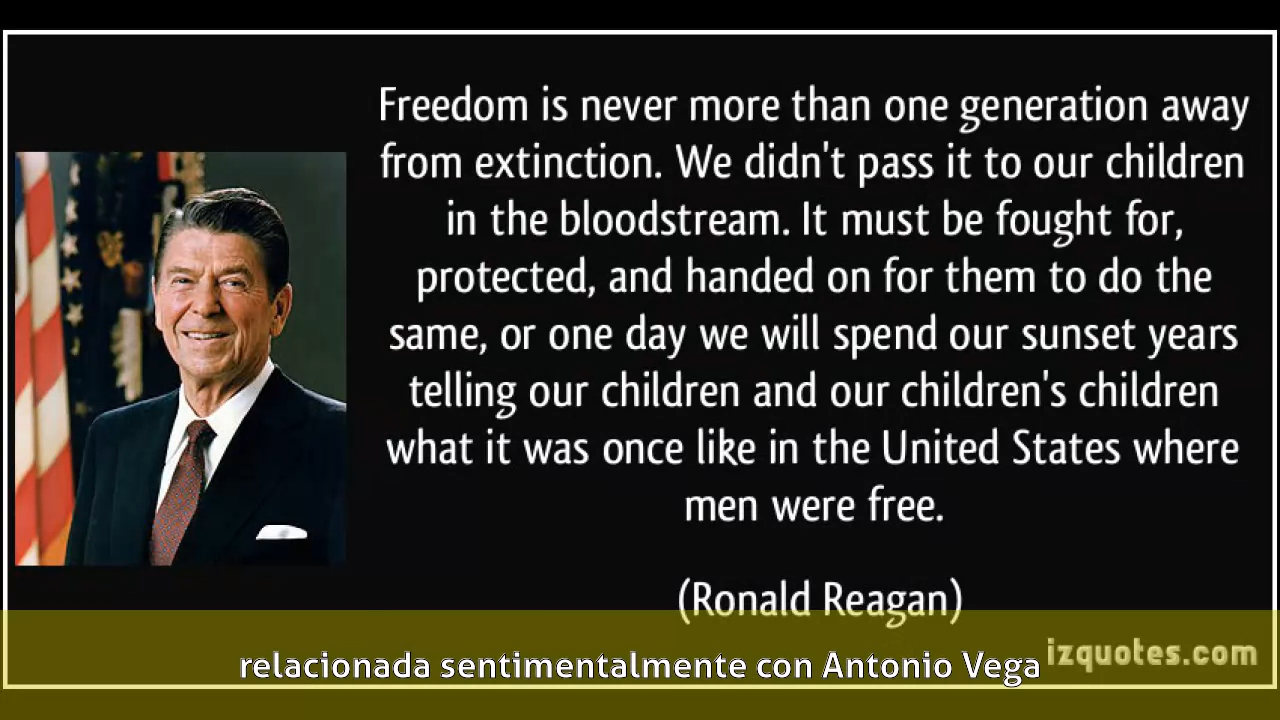 Freedom is never more than one generation away
from extinction. We didn't pass it to our children
in the bloodstream. It must be fought for,
protected, and handed on for them to do the
same, or one day we will spend our sunset years
telling our children and our children's children
what it was once like in the United States where
men were free.
(Ronald Reagan)
izquotes.com
relacionada sentimentalmente con Antonio Vega